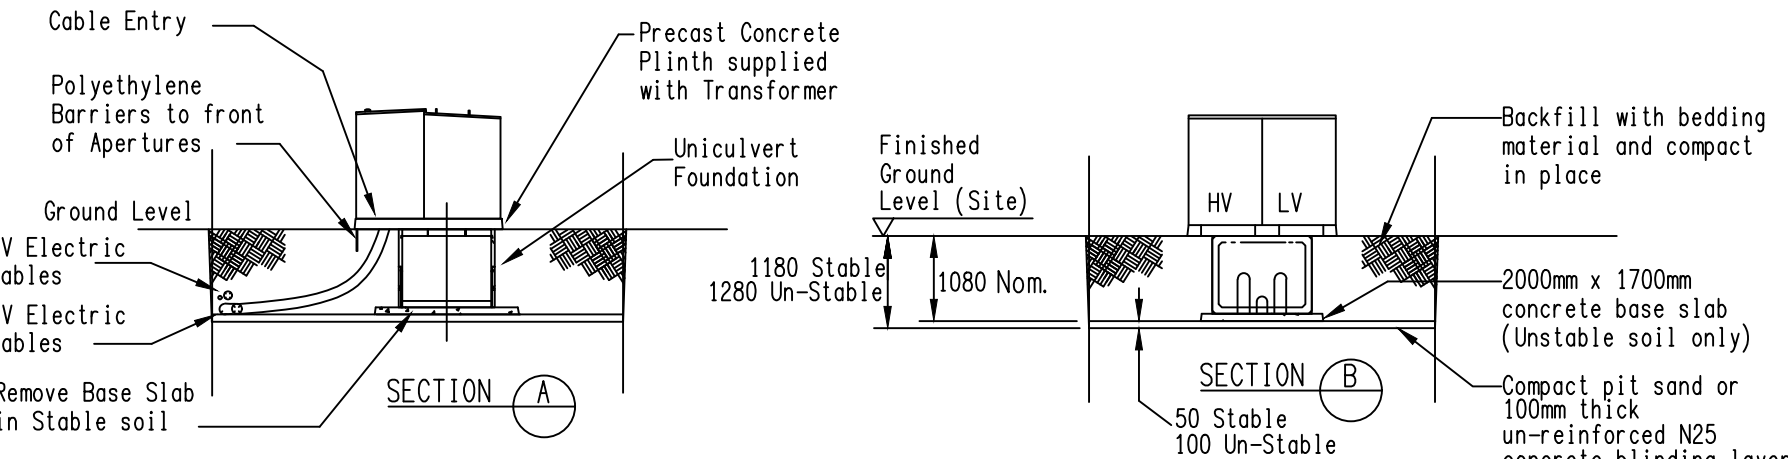 Cable Entry
Polyethylene
Barriers to front
of Apertures
Ground Level
V Electric
ables
V Electric
ables
Remove Base Slab
in Stable soil
Precast Concrete
Plinth supplied
with Transformer
Uniculvert
Foundation
SECTION A
Finished
Ground
Level (Site)
1180 Stable
1280 Un-Stable
1080 Nom.
HV LV
SECTION B
50 Stable
100 Un-Stable
Backfill with bedding
material and compact
in place
2000mm x 1700mm
concrete base slab
(Unstable soil only)
Compact pit sand or
100mm thick
un-reinforced N25
concrete blinding layer